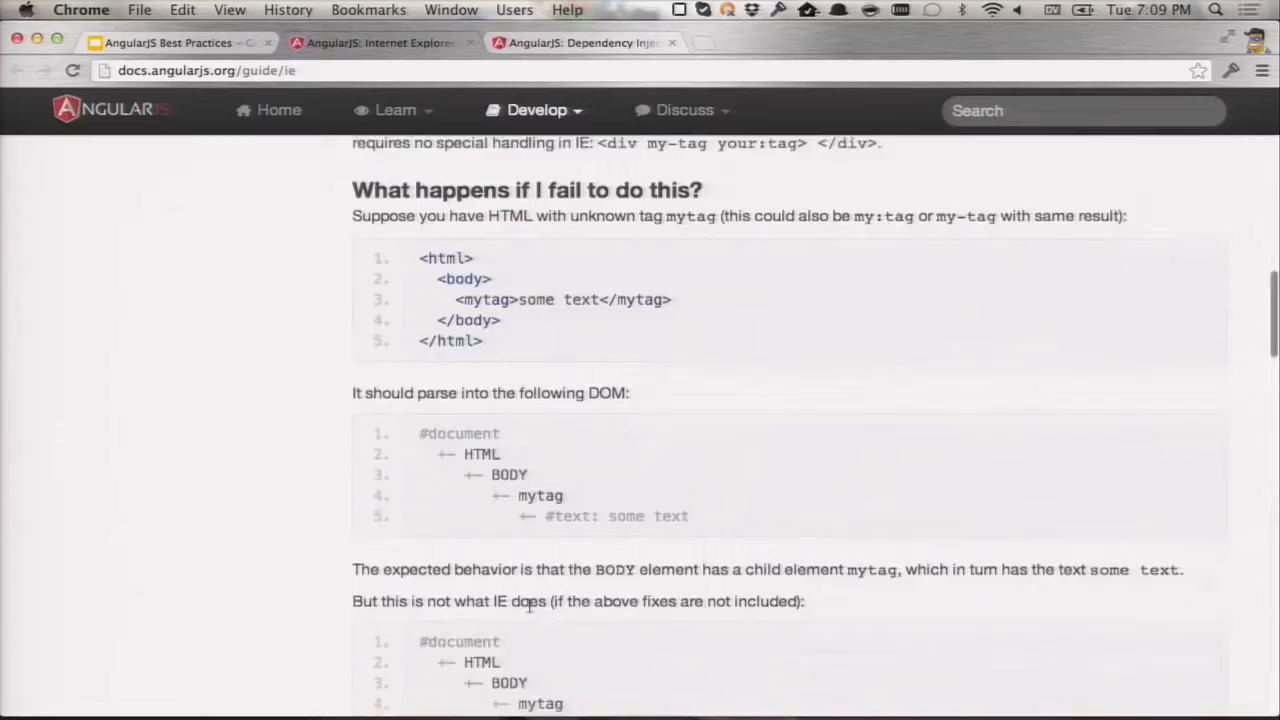 Chrome File Edit View History Bookmarks Window Users Help Tue 7:09 PM
AngularJS Best Practices – AngularJS: Internet Explore AngularJS: Dependency Inje
docs.angularjs.org/guide/ie
ANGULARJS Home Learn Develop Discuss Search
requires no special handling in IE: <div my-tag your:tag> </div>.
What happens if I fail to do this?
Suppose you have HTML with unknown tag mytag (this could also be my:tag or my-tag with same result):
1. <html>
2. <body>
3. <mytag>some text</mytag>
4. </body>
5. </html>
It should parse into the following DOM:
1. #document
2. +- HTML
3. +- BODY
4. +- mytag
5. +- #text: some text
The expected behavior is that the BODY element has a child element mytag, which in turn has the text some text.
But this is not what IE does (if the above fixes are not included):
1. #document
2. +- HTML
3. +- BODY
4. +- mytag